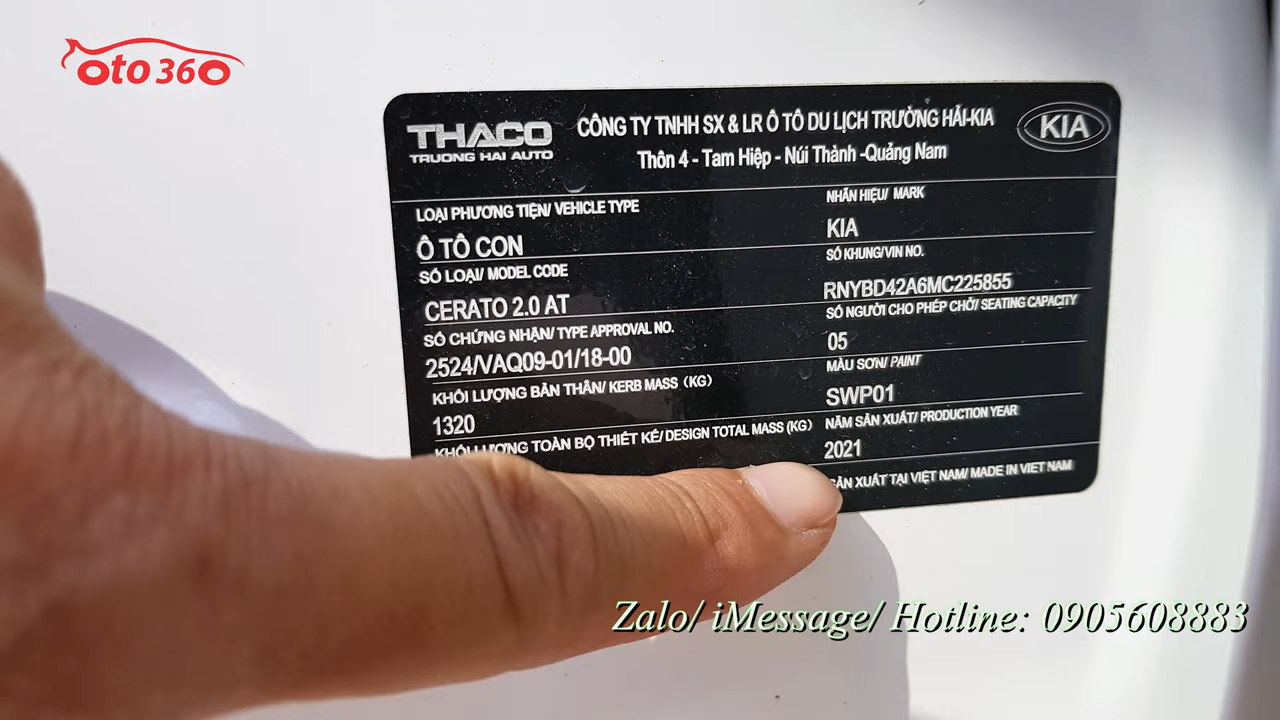 oto 360
THACO
TRUONG HAI AUTO
CÔNG TY TNHH SX & LR Ô TÔ DU LỊCH TRƯỜNG HẢI-KIA
Thôn 4 - Tam Hiệp - Núi Thành -Quảng Nam
KIA
LOẠI PHƯƠNG TIỆN/ VEHICLE TYPE
Ô TÔ CON
SỐ LOẠI/ MODEL CODE
CERATO 2.0 AT
SỐ CHỨNG NHẬN/ TYPE APPROVAL NO.
2524/VAQ09-01/18-00
KHỐI LƯỢNG BẢN THÂN/ KERB MASS (KG)
1320
KHỐI LƯỢNG TOÀN BỘ THIẾT KẾ/ DESIGN TOTAL MASS (KG)
NHÃN HIỆU/ MARK
KIA
SỐ KHUNG/VIN NO.
RNYBD42A6MC225855
SỐ NGƯỜI CHO PHÉP CHỞ/ SEATING CAPACITY
05
MÀU SƠN/ PAINT
SWP01
NĂM SẢN XUẤT/ PRODUCTION YEAR
2021
SẢN XUẤT TẠI VIỆT NAM/ MADE IN VIET NAM
Zalo/ iMessage/ Hotline: 0905608883